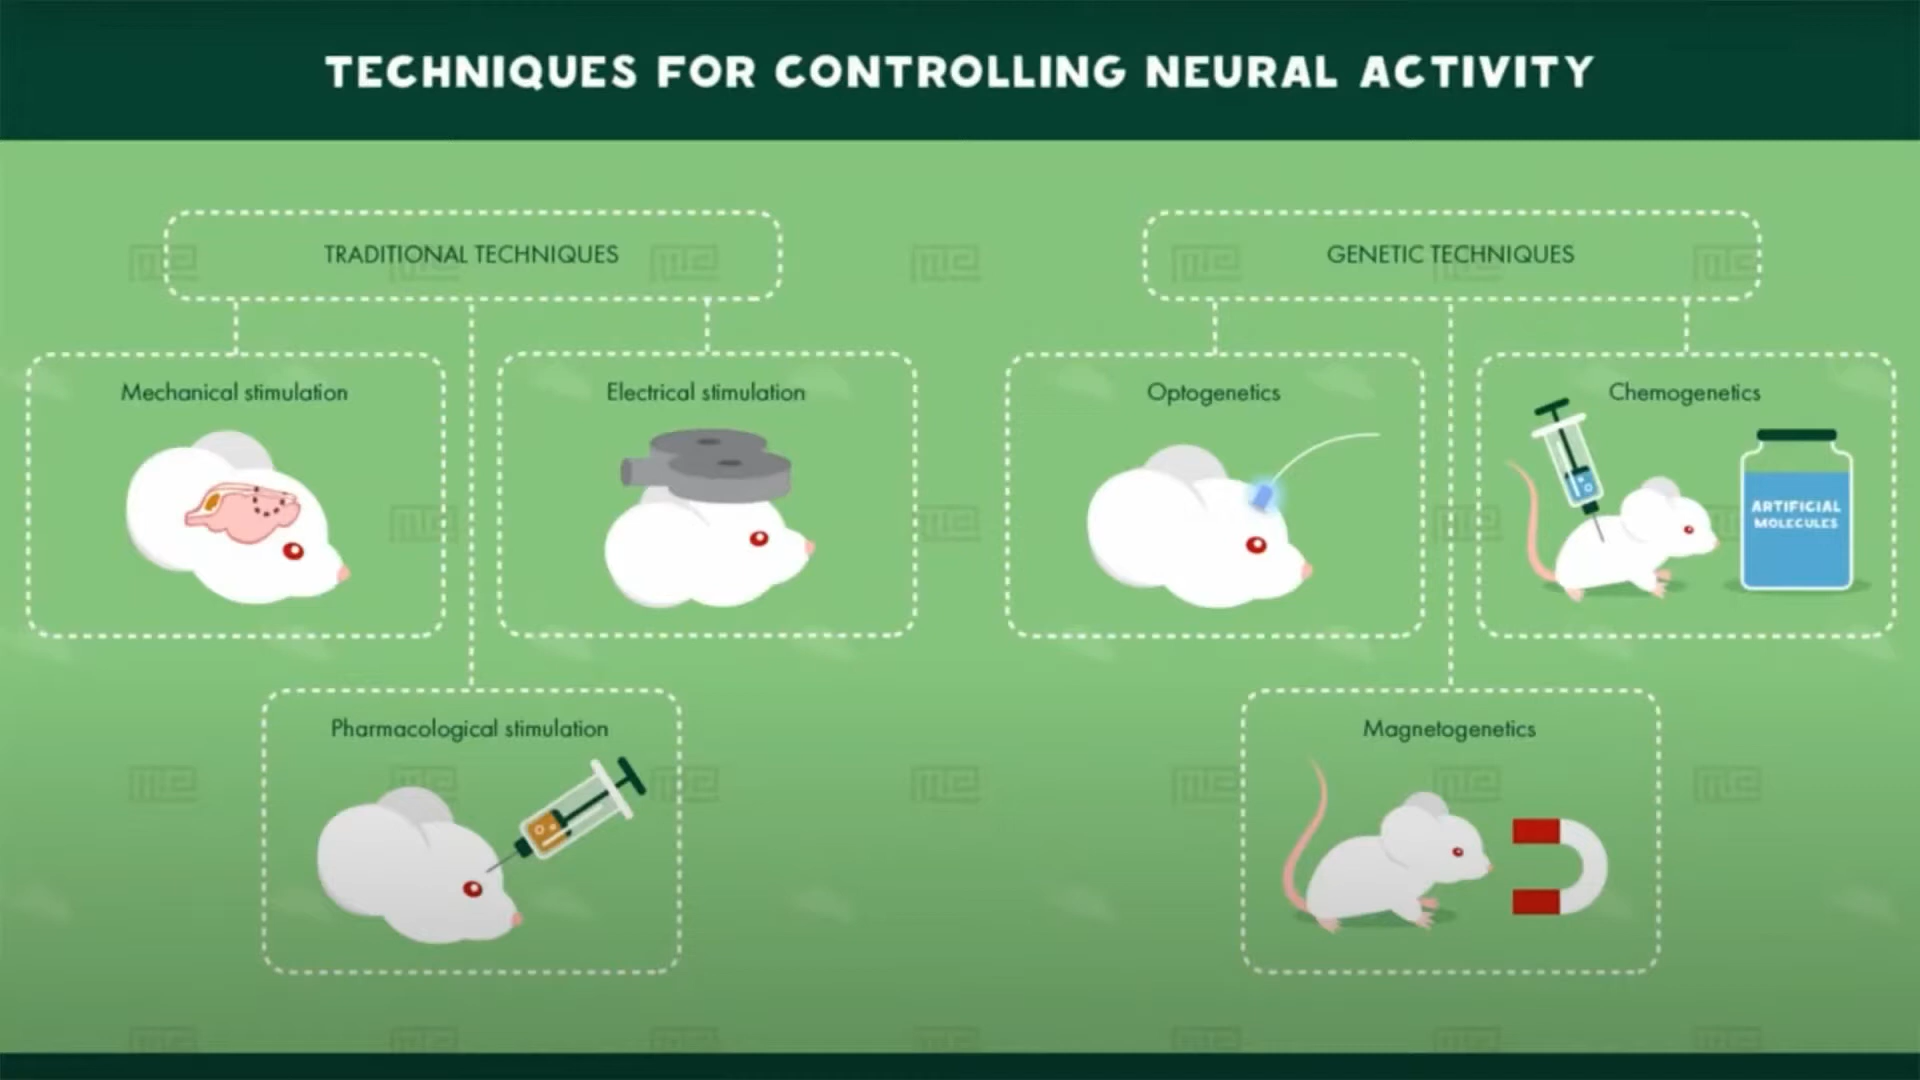 TECHNIQUES FOR CONTROLLING NEURAL ACTIVITY
TRADITIONAL TECHNIQUES
GENETIC TECHNIQUES
Mechanical stimulation
Electrical stimulation
Optogenetics
Chemogenetics
ARTIFICIAL
MOLECULES
Pharmacological stimulation
Magnetogenetics